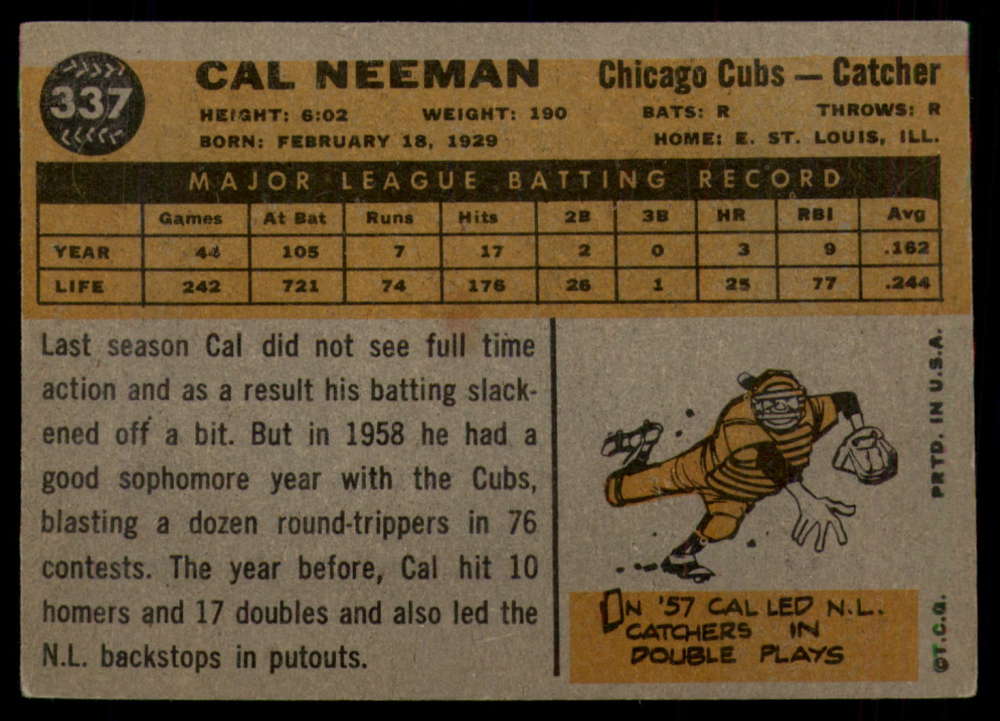 337
CAL NEEMAN Chicago Cubs — Catcher
HEIGHT: 6:02 WEIGHT: 190 BATS: R THROWS: R
BORN: FEBRUARY 18, 1929 HOME: E. ST. LOUIS, ILL.
MAJOR LEAGUE BATTING RECORD
Games At Bat Runs Hits 2B 3B HR RBI Avg
YEAR 44 105 7 17 2 0 3 9 .162
LIFE 242 721 74 176 26 1 25 77 .244
Last season Cal did not see full time
action and as a result his batting slack-
ened off a bit. But in 1958 he had a
good sophomore year with the Cubs,
blasting a dozen round-trippers in 76
contests. The year before, Cal hit 10
homers and 17 doubles and also led the
N.L. backstops in putouts.
ON '57 CAL LED N.L.
CATCHERS IN
DOUBLE PLAYS
©T.C.G. PRTD. IN U.S.A.